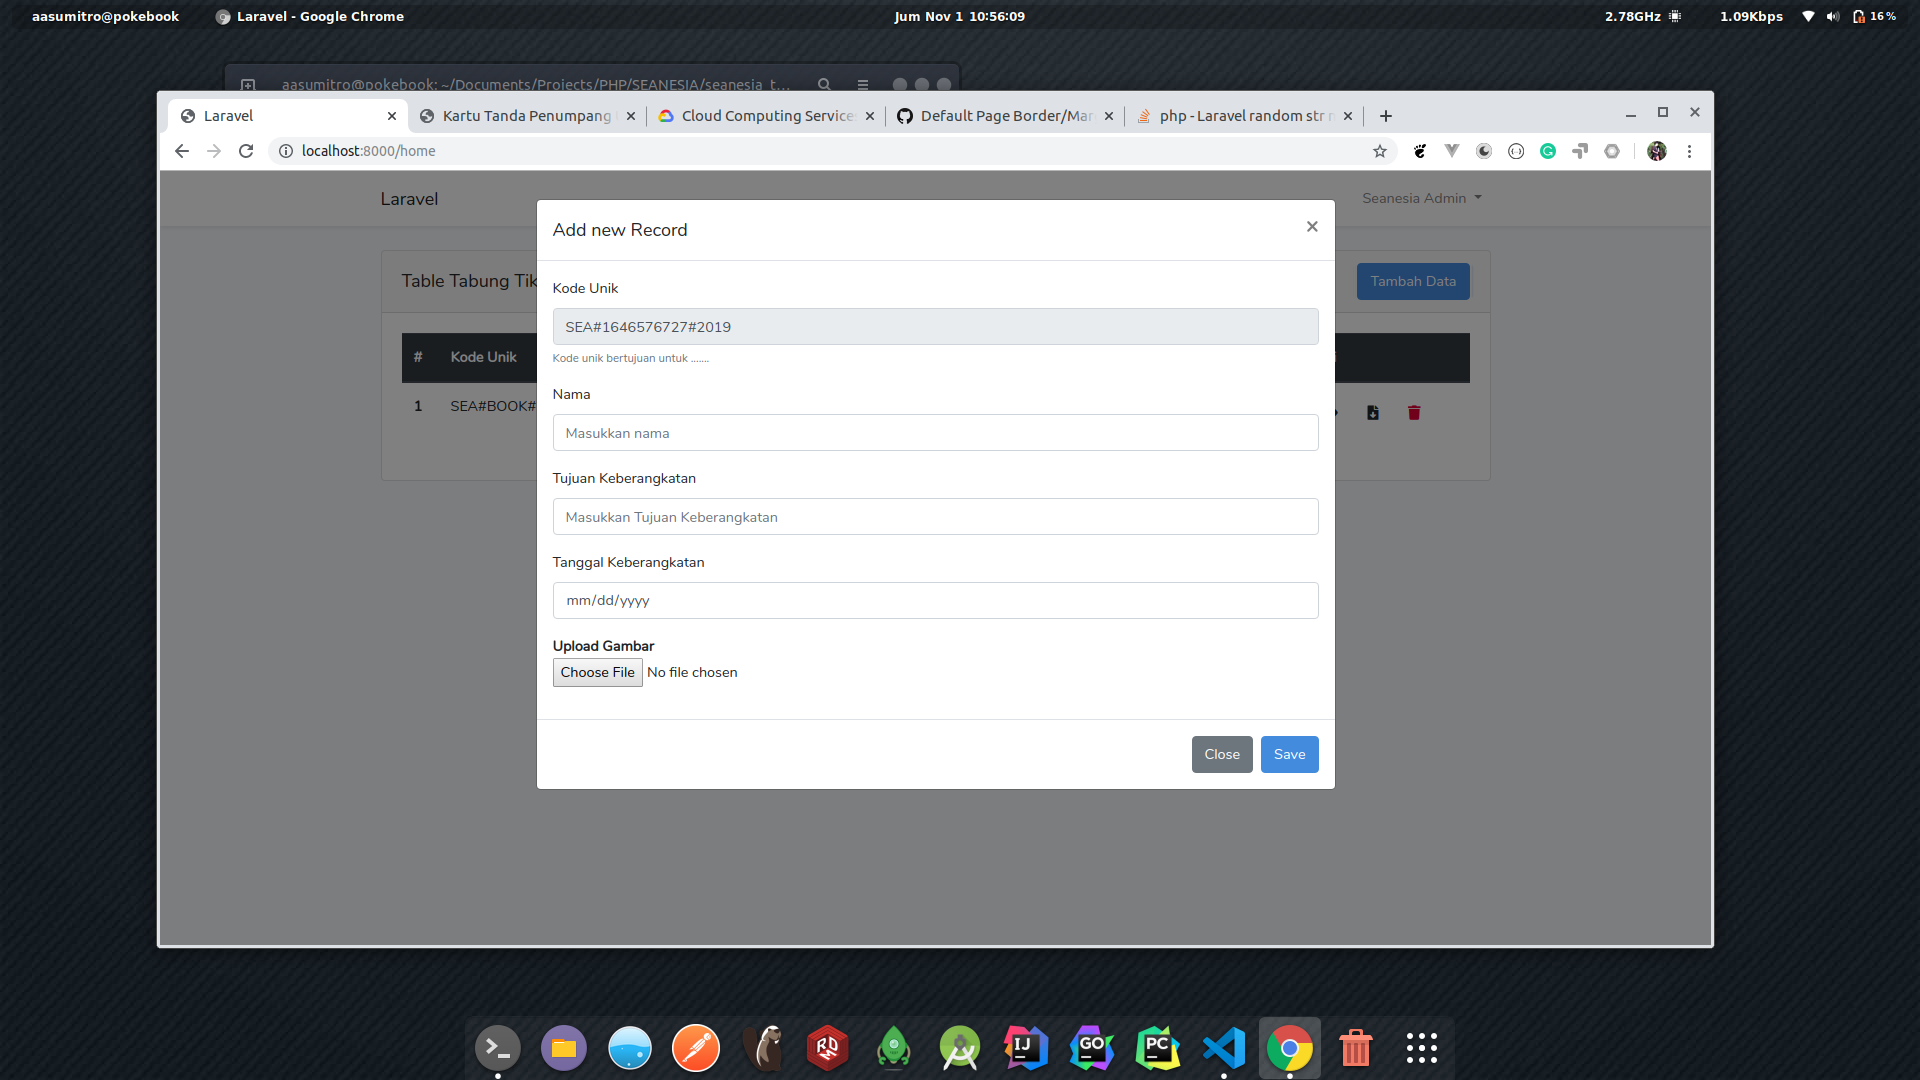 aasumitro@pokebook Laravel - Google Chrome Jum Nov 1 10:56:09 2.78GHz 1.09Kbps 16%
aasumitro@pokebook: ~/Documents/Projects/PHP/SEANESIA/seanesia_t...
Laravel Kartu Tanda Penumpang Cloud Computing Service Default Page Border/Mar php - Laravel random str
localhost:8000/home
Laravel Seanesia Admin
Add new Record ×
Table Tabung Tik Tambah Data
Kode Unik
SEA#1646576727#2019
# Kode Unik
Kode unik bertujuan untuk .......
Nama
1 SEA#BOOK#
Masukkan nama
Tujuan Keberangkatan
Masukkan Tujuan Keberangkatan
Tanggal Keberangkatan
mm/dd/yyyy
Upload Gambar
Choose File No file chosen
Close Save
RD
IJ GO PC